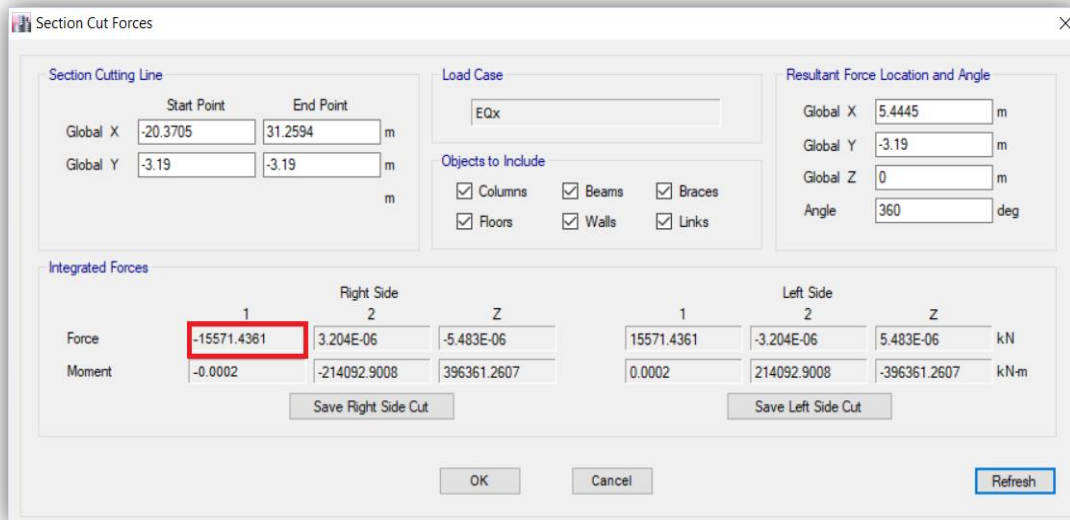 Section Cut Forces
Section Cutting Line
Start Point End Point
Global X -20.3705 31.2594 m
Global Y -3.19 -3.19 m
m
Load Case
EQx
Objects to Include
Columns Beams Braces
Floors Walls Links
Resultant Force Location and Angle
Global X 5.4445 m
Global Y -3.19 m
Global Z 0 m
Angle 360 deg
Integrated Forces
Right Side Left Side
1 2 Z 1 2 Z
Force -15571.4361 3.204E-06 -5.483E-06 15571.4361 -3.204E-06 5.483E-06 kN
Moment -0.0002 -214092.9008 396361.2607 0.0002 214092.9008 -396361.2607 kN-m
Save Right Side Cut Save Left Side Cut
OK Cancel Refresh